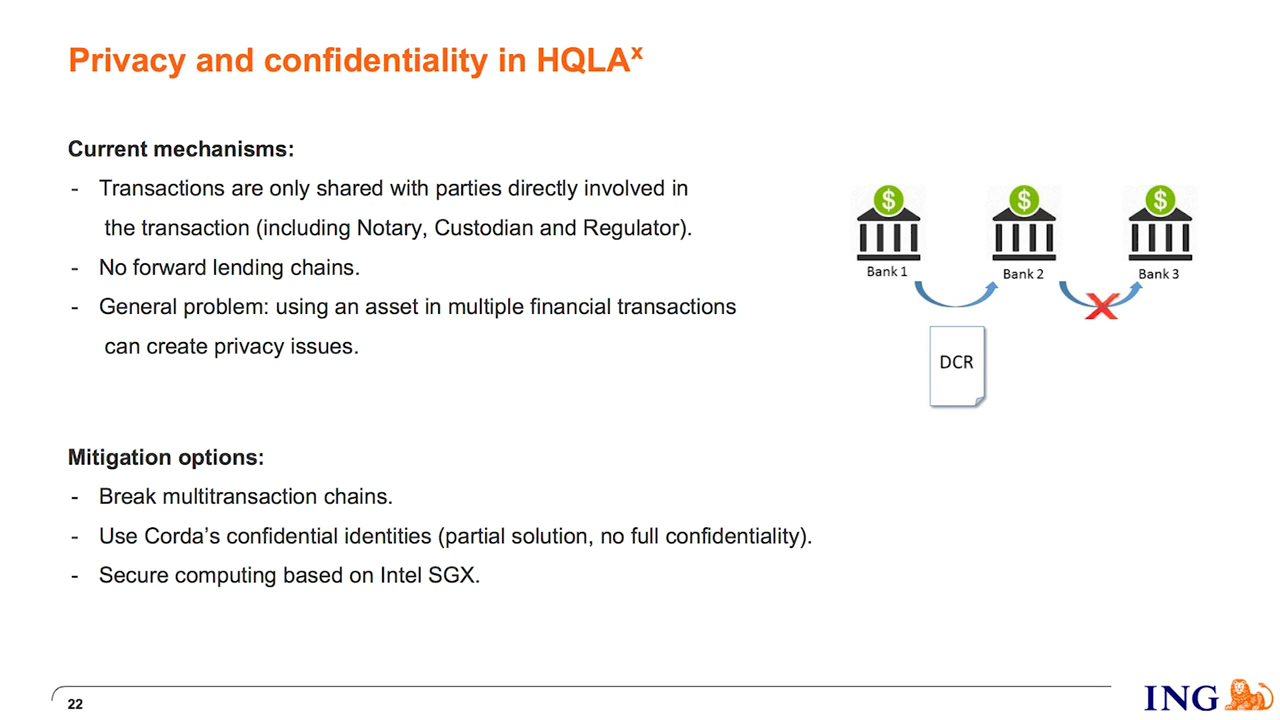 Privacy and confidentiality in HQLAˣ
Current mechanisms:
- Transactions are only shared with parties directly involved in
the transaction (including Notary, Custodian and Regulator).
- No forward lending chains.
- General problem: using an asset in multiple financial transactions
can create privacy issues.
$
$
$
Bank 1
Bank 2
Bank 3
DCR
Mitigation options:
- Break multitransaction chains.
- Use Corda’s confidential identities (partial solution, no full confidentiality).
- Secure computing based on Intel SGX.
22
ING